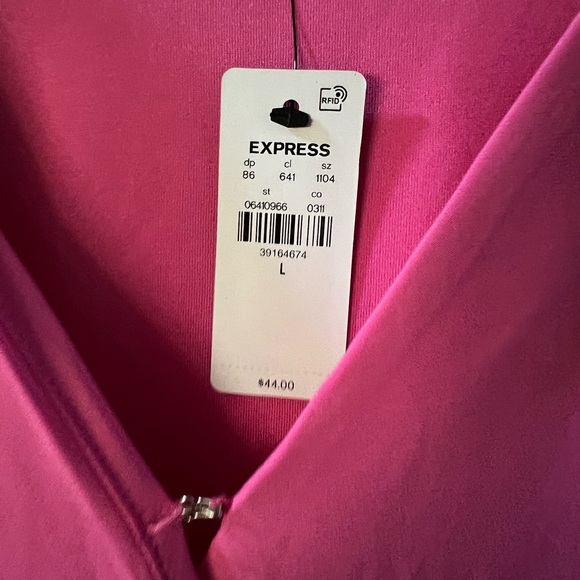 RFID
EXPRESS
dp cl sz
86 641 1104
st co
06410966 0311
39164674
L
$44.00